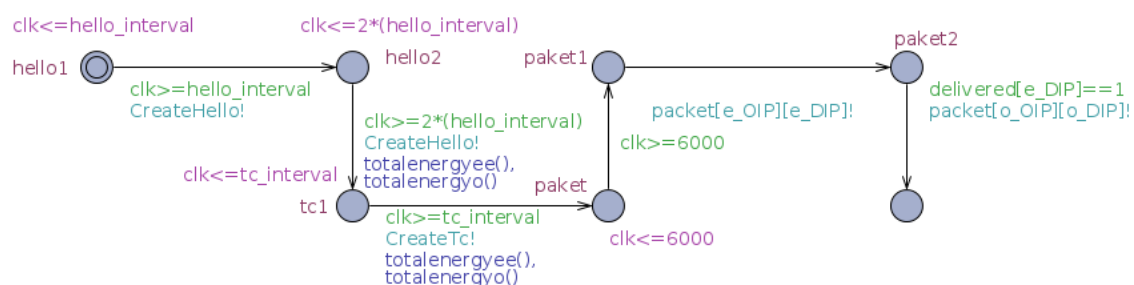 clk<=hello_interval
clk<=2*(hello_interval)
hello1
hello2
paket1
paket2
clk>=hello_interval
CreateHello!
clk>=2*(hello_interval)
CreateHello!
totalenergyee(),
totalenergyo()
packet[e_OIP][e_DIP]!
delivered[e_DIP]==1
packet[o_OIP][o_DIP]!
clk>=6000
clk<=tc_interval
tc1
paket
clk>=tc_interval
CreateTc!
totalenergyee(),
totalenergyo()
clk<=6000